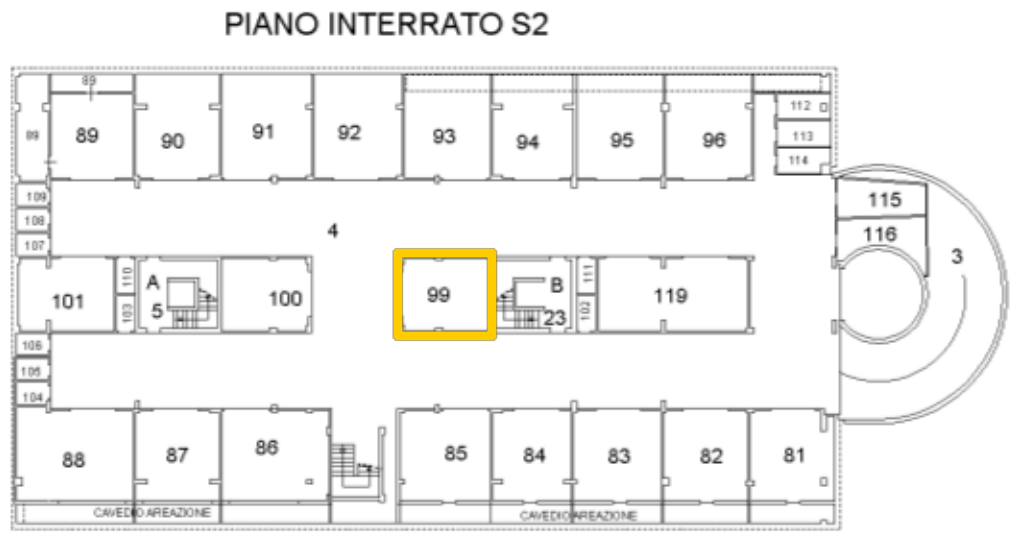 PIANO INTERRATO S2
89
89 89 90 91 92 93 94 95 96
112
113
114
109
108
107
4
115
116
3
101 110 103 A 5 100 99 B 23 111 102 119
106
105
104
88 87 86 85 84 83 82 81
CAVEDIO AREAZIONE CAVEDIO AREAZIONE